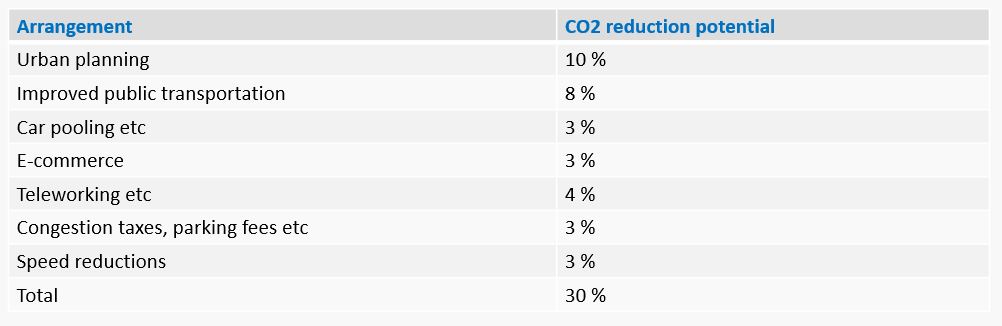 Arrangement CO2 reduction potential
Urban planning 10 %
Improved public transportation 8 %
Car pooling etc 3 %
E-commerce 3 %
Teleworking etc 4 %
Congestion taxes, parking fees etc 3 %
Speed reductions 3 %
Total 30 %